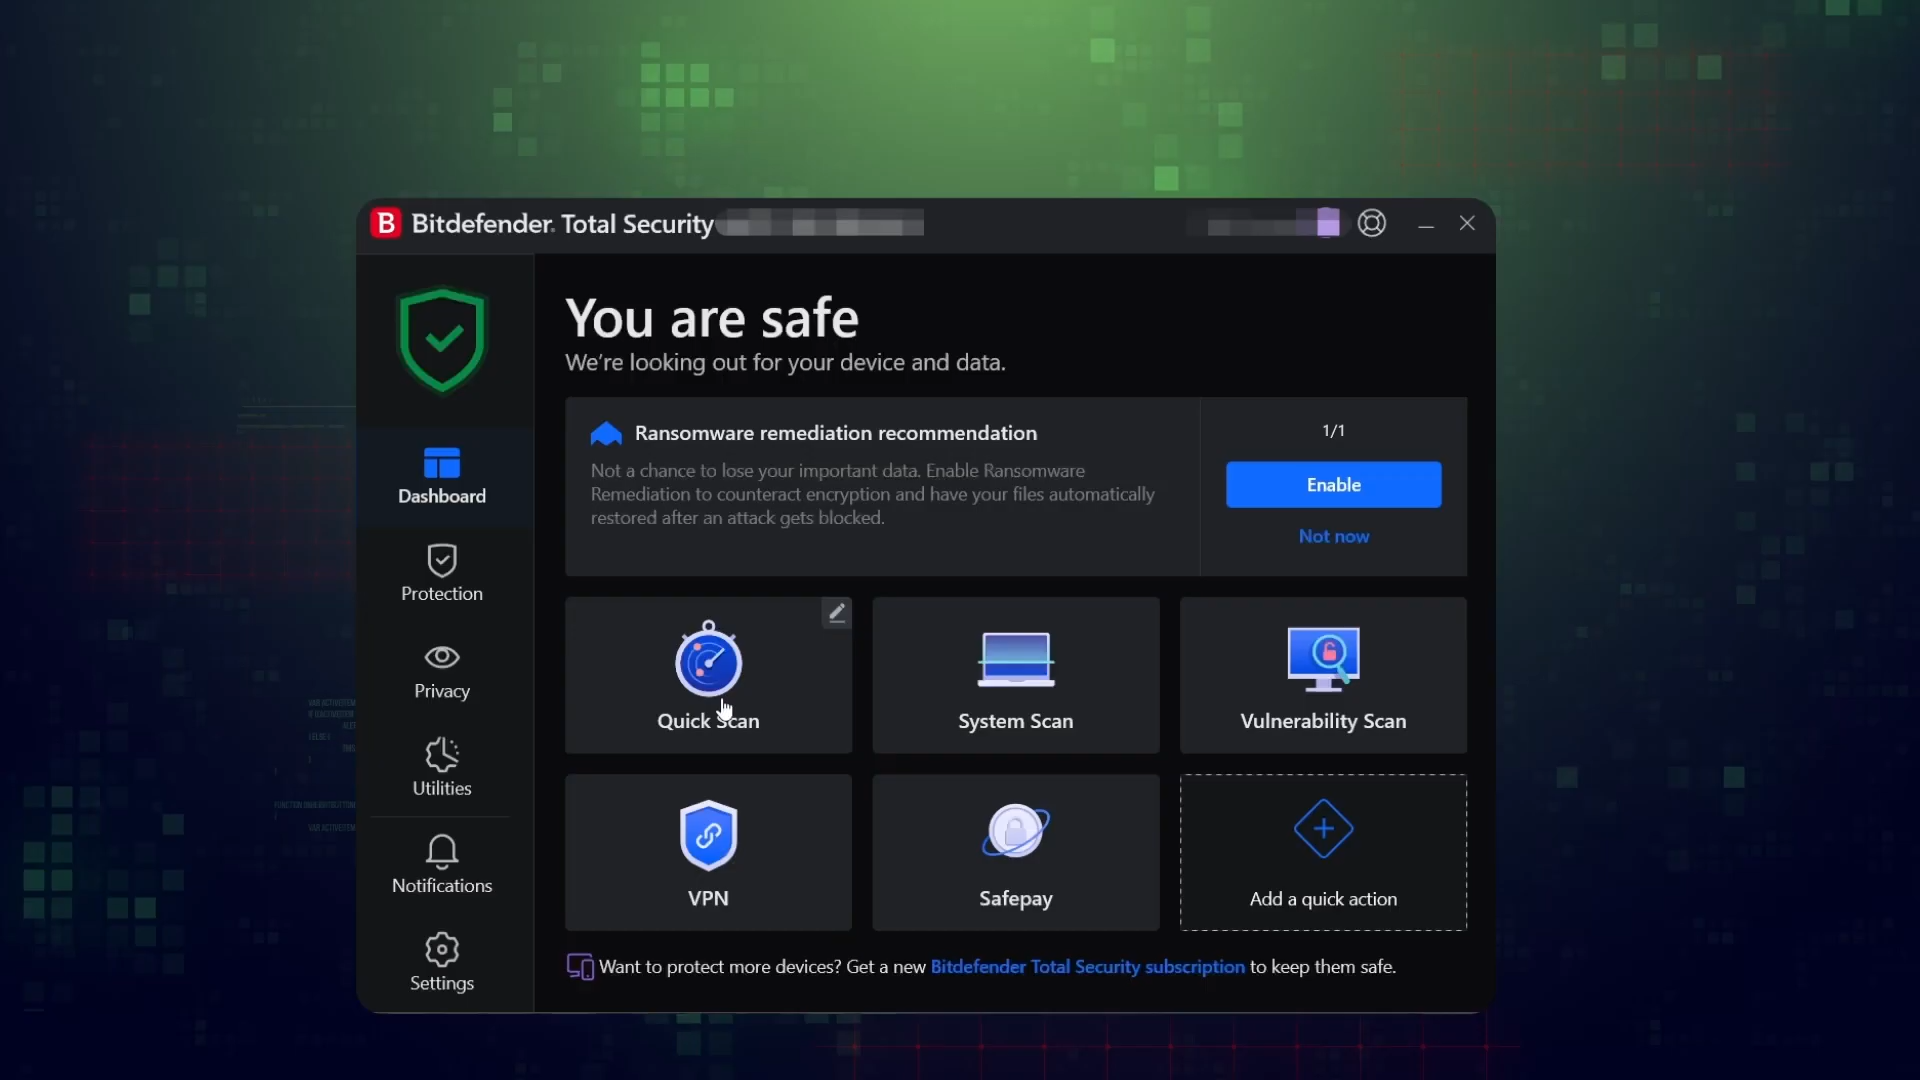 B Bitdefender. Total Security
You are safe
We're looking out for your device and data.
Ransomware remediation recommendation
Not a chance to lose your important data. Enable Ransomware
Remediation to counteract encryption and have your files automatically
restored after an attack gets blocked.
1/1
Enable
Not now
Dashboard
Protection
Privacy
Utilities
Notifications
Settings
Quick Scan
System Scan
Vulnerability Scan
VPN
Safepay
Add a quick action
Want to protect more devices? Get a new Bitdefender Total Security subscription to keep them safe.